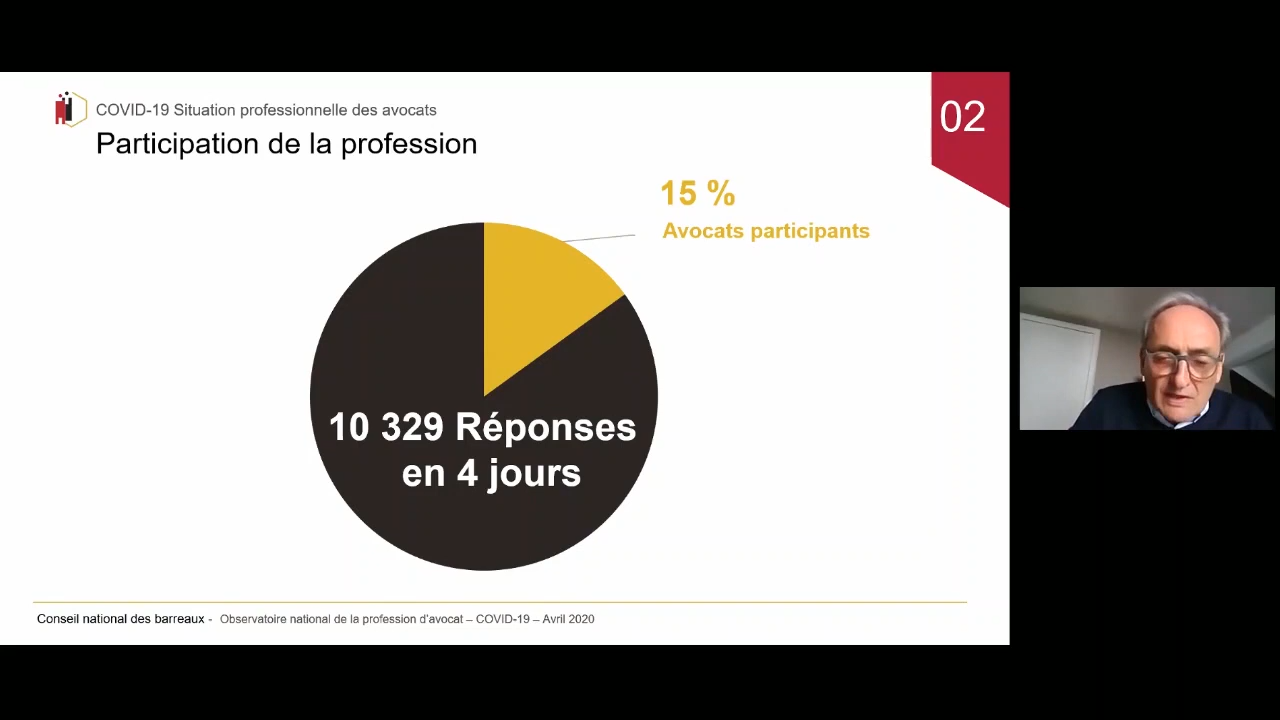 COVID-19 Situation professionnelle des avocats
Participation de la profession
02
15 %
Avocats participants
10 329 Réponses
en 4 jours
Conseil national des barreaux - Observatoire national de la profession d'avocat – COVID-19 – Avril 2020